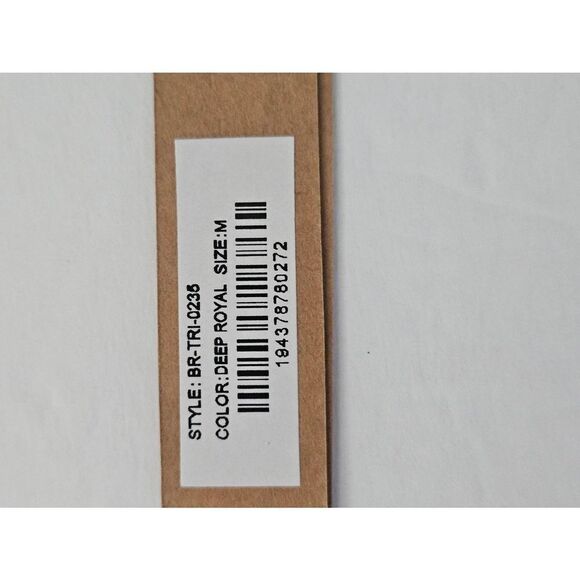 STYLE: BR-TRI-0235
COLOR:DEEP ROYAL SIZE:M
194378780272